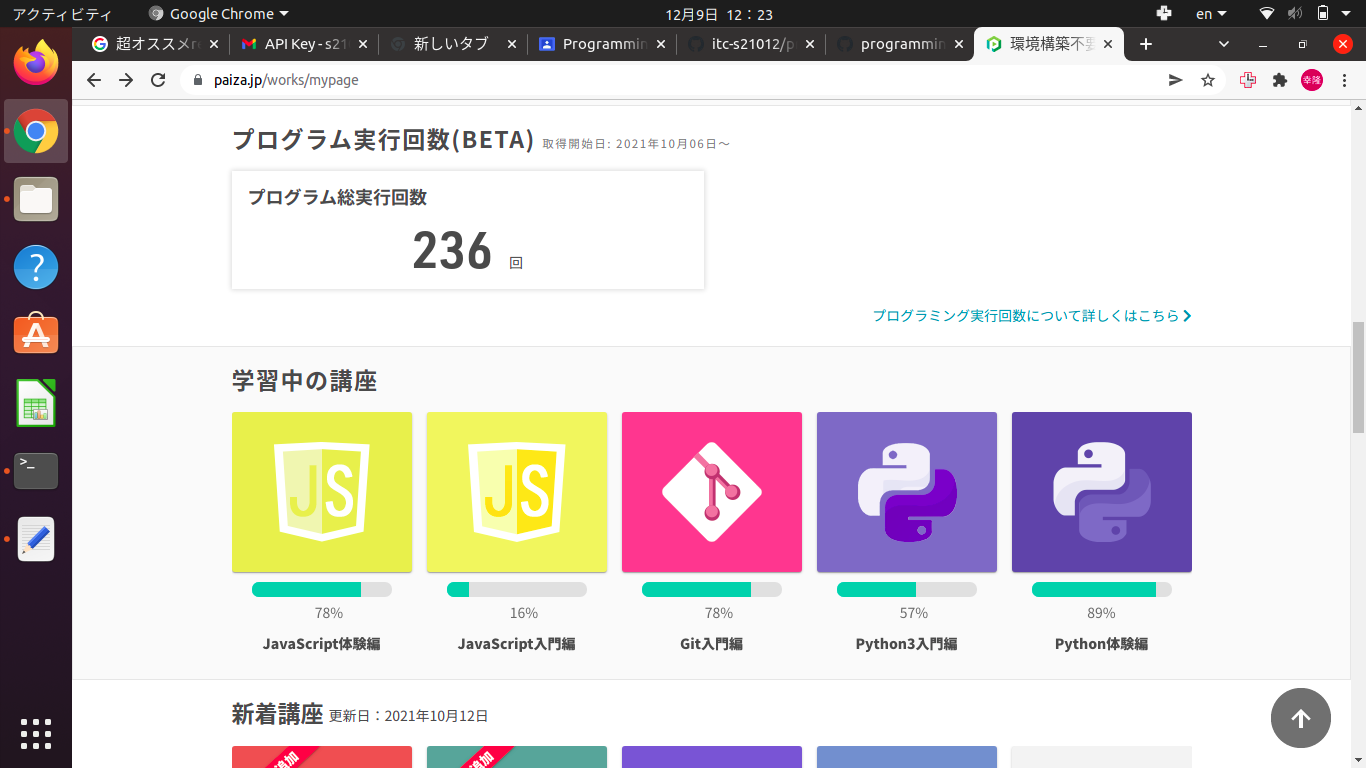 アクティビティ Google Chrome 12月9日 12：23 en
超オススメ API Key - s21 新しいタブ Programmin itc-s21012/p programmin 環境構築不要
paiza.jp/works/mypage 幸隆
プログラム実行回数(BETA) 取得開始日: 2021年10月06日〜
プログラム総実行回数
236 回
プログラミング実行回数について詳しくはこちら
学習中の講座
JS JS
78% 16% 78% 57% 89%
JavaScript体験編 JavaScript入門編 Git入門編 Python3入門編 Python体験編
新着講座 更新日：2021年10月12日
追加 追加